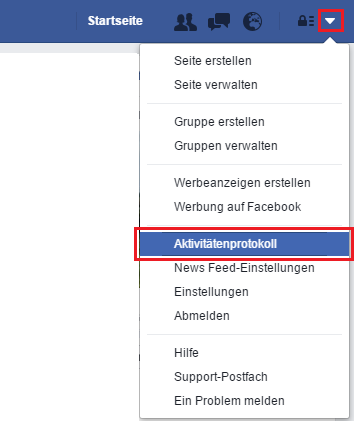 Startseite
Seite erstellen
Seite verwalten
Gruppe erstellen
Gruppen verwalten
Werbeanzeigen erstellen
Werbung auf Facebook
Aktivitätenprotokoll
News Feed-Einstellungen
Einstellungen
Abmelden
Hilfe
Support-Postfach
Ein Problem melden